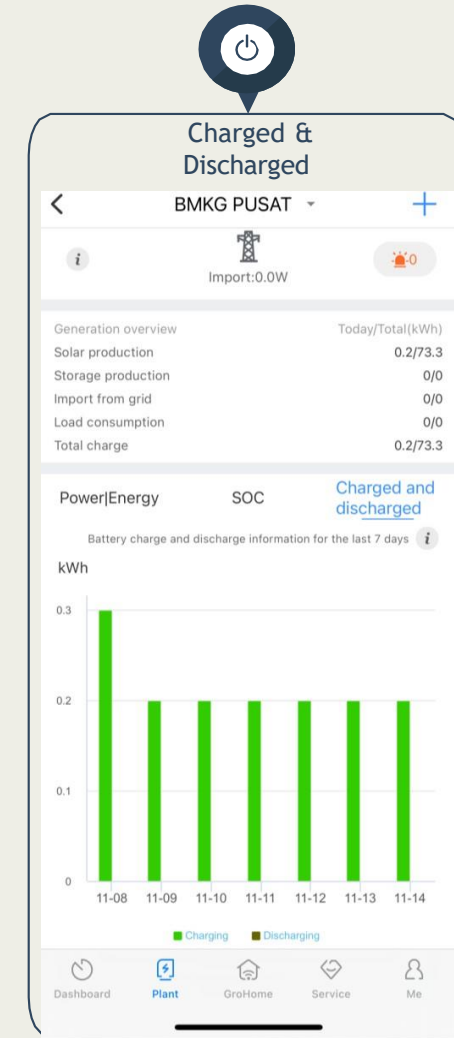 Charged &
Discharged
BMKG PUSAT
Import:0.0W
0
Generation overview Today/Total(kWh)
Solar production 0.2/73.3
Storage production 0/0
Import from grid 0/0
Load consumption 0/0
Total charge 0.2/73.3
Power|Energy SOC Charged and
discharged
Battery charge and discharge information for the last 7 days i
kWh
0.3
0.2
0.1
0
11-08 11-09 11-10 11-11 11-12 11-13 11-14
Charging Discharging
Dashboard Plant GroHome Service Me